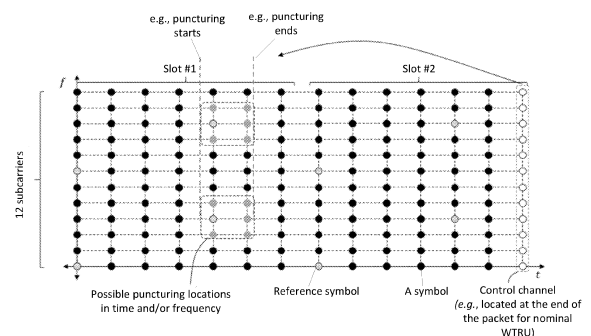 e.g., puncturing
starts
e.g., puncturing
ends
Slot #1
Slot #2
f
12 subcarriers
t
Possible puncturing locations
in time and/or frequency
Reference symbol
A symbol
Control channel
(e.g., located at the end of
the packet for nominal
WTRU)